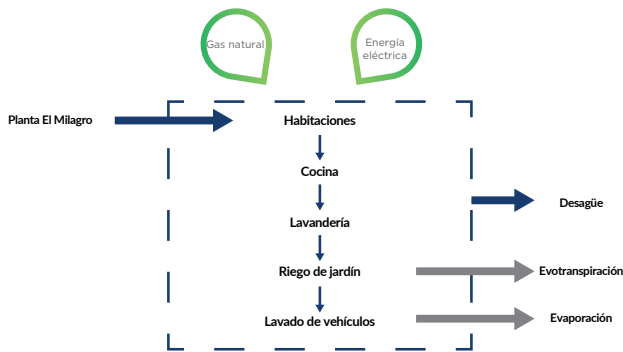 Gas natural
Energía
eléctrica
Planta El Milagro
Habitaciones
Cocina
Lavandería
Desagüe
Riego de jardín
Evotranspiración
Lavado de vehículos
Evaporación